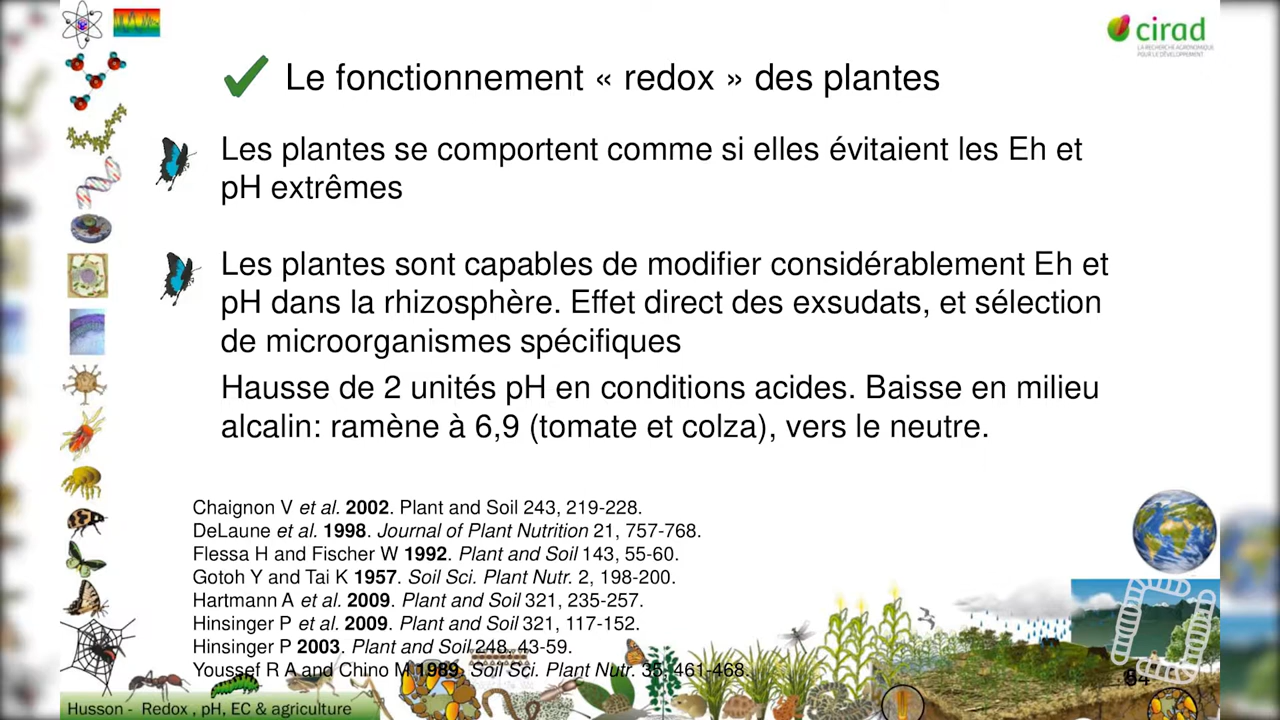 cirad
LA RECHERCHE AGRONOMIQUE
POUR LE DÉVELOPPEMENT
Le fonctionnement « redox » des plantes
Les plantes se comportent comme si elles évitaient les Eh et
pH extrêmes
Les plantes sont capables de modifier considérablement Eh et
pH dans la rhizosphère. Effet direct des exsudats, et sélection
de microorganismes spécifiques
Hausse de 2 unités pH en conditions acides. Baisse en milieu
alcalin: ramène à 6,9 (tomate et colza), vers le neutre.
Chaignon V et al. 2002. Plant and Soil 243, 219-228.
DeLaune et al. 1998. Journal of Plant Nutrition 21, 757-768.
Flessa H and Fischer W 1992. Plant and Soil 143, 55-60.
Gotoh Y and Tai K 1957. Soil Sci. Plant Nutr. 2, 198-200.
Hartmann A et al. 2009. Plant and Soil 321, 235-257.
Hinsinger P et al. 2009. Plant and Soil 321, 117-152.
Hinsinger P 2003. Plant and Soil 248, 43-59.
Youssef R A and Chino M 1989. Soil Sci. Plant Nutr. 35, 461-468.
Husson - Redox , pH, EC & agriculture